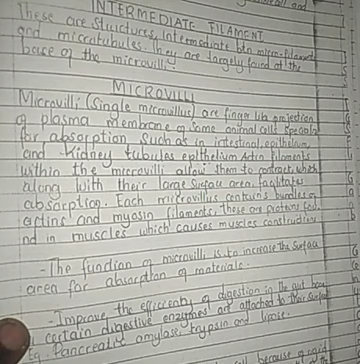 all and
INTERMEDIATE FILAMENT
These are structures, intermediate btn micro-filaments
and microtubules. They are largely found at the
base of the microvilli.
MICROVILLI
Microvilli (Single microvillus) are finger like projection
of plasma membrane of some animal cells special
for absorption such as in intestinal epithelium,
and kidney tubules epithelium Actin filaments
within the microvilli allow them to contract, which
along with their large surface area facilitates
absorption. Each microvillus contains bundles of
actins and myosin filaments. These are proteins found
nd in muscles which causes muscles contraction
- The function of microvilli is to increase the surface
area for absorption of materials.
- Improve the efficiency of digestion in the gut
certain digestive enzymes are attached to their surface
eg. Pancreatic amylase, trypsin and lipase.
because of